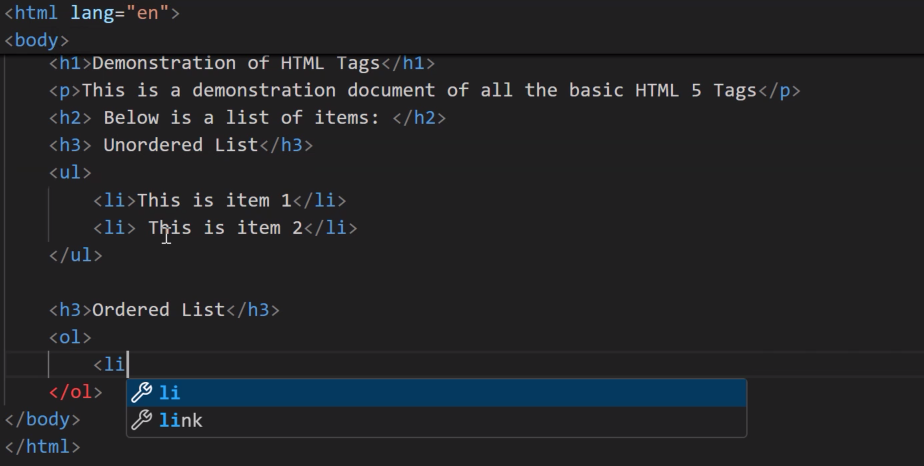 <html lang="en">
<body>
<h1>Demonstration of HTML Tags</h1>
<p>This is a demonstration document of all the basic HTML 5 Tags</p>
<h2> Below is a list of items: </h2>
<h3> Unordered List</h3>
<ul>
<li>This is item 1</li>
<li> This is item 2</li>
</ul>
<h3>Ordered List</h3>
<ol>
<li
li
</ol>
link
</body>
</html>